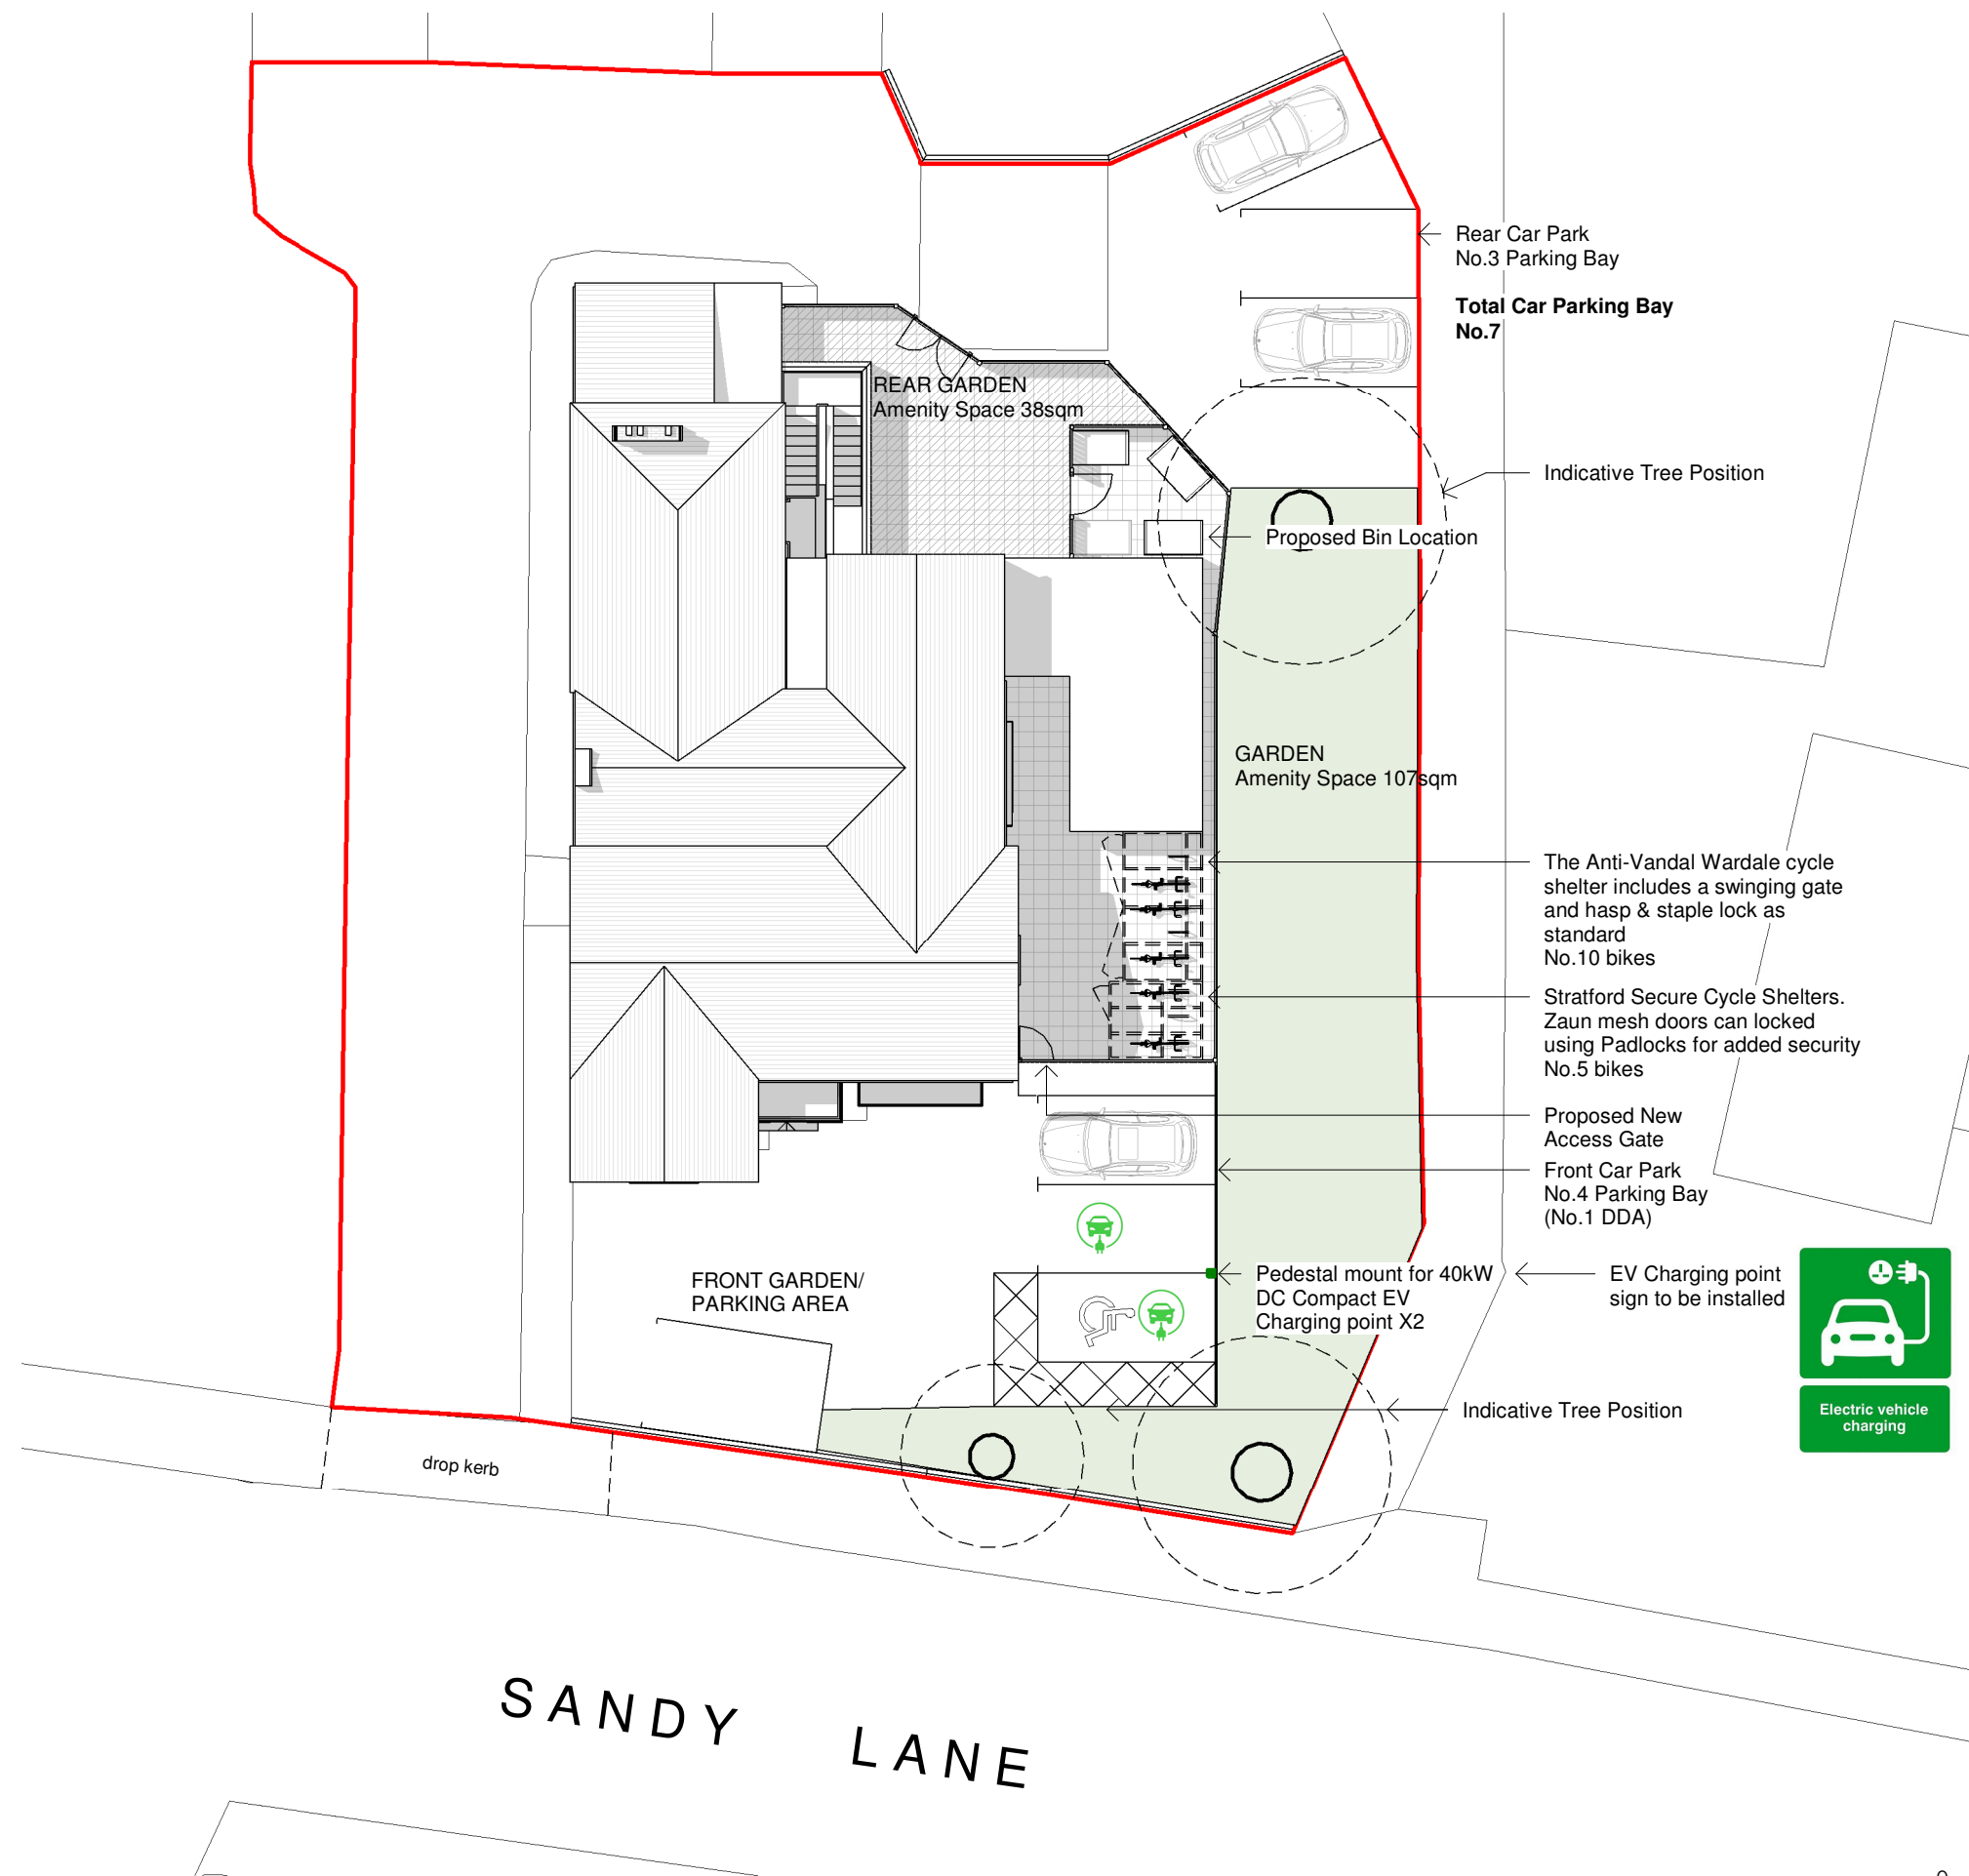 Rear Car Park
No.3 Parking Bay
Total Car Parking Bay
No.7
REAR GARDEN
Amenity Space 38sqm
Indicative Tree Position
Proposed Bin Location
GARDEN
Amenity Space 107sqm
The Anti-Vandal Wardale cycle
shelter includes a swinging gate
and hasp & staple lock as
standard
No.10 bikes
Stratford Secure Cycle Shelters.
Zaun mesh doors can locked
using Padlocks for added security
No.5 bikes
Proposed New
Access Gate
Front Car Park
No.4 Parking Bay
(No.1 DDA)
FRONT GARDEN/
PARKING AREA
Pedestal mount for 40kW
DC Compact EV
Charging point X2
EV Charging point
sign to be installed
Electric vehicle
charging
Indicative Tree Position
drop kerb
SANDY LANE